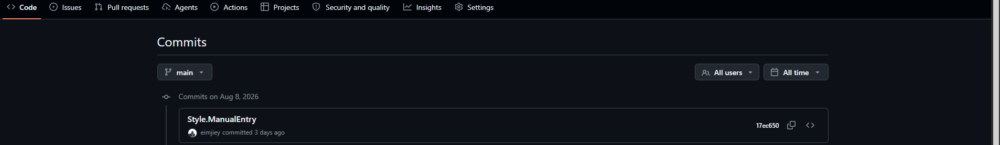 Code Issues Pull requests Agents Actions Projects Security and quality Insights Settings
Commits
main All users All time
Commits on Aug 8, 2026
Style.ManualEntry
17ec650
eimjiey committed 3 days ago